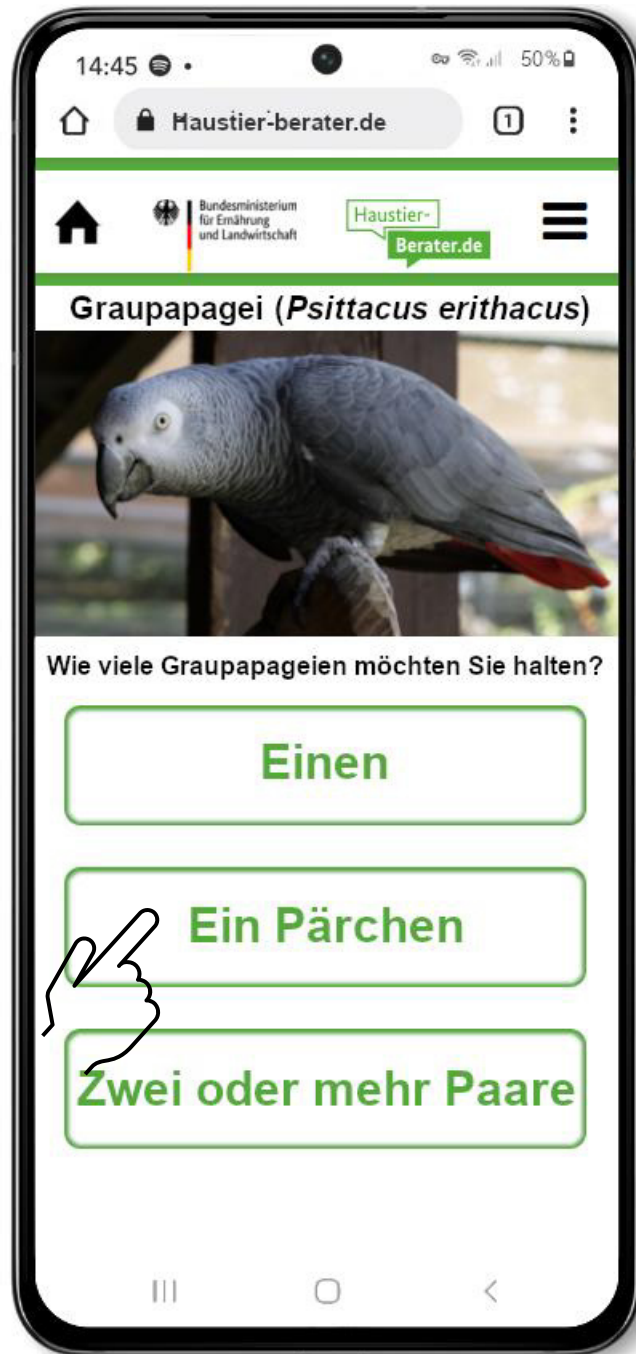 14:45
50%
Haustier-berater.de
1
Bundesministerium
für Ernährung
und Landwirtschaft
Haustier-
Berater.de
Graupapagei (Psittacus erithacus)
Wie viele Graupapageien möchten Sie halten?
Einen
Ein Pärchen
Zwei oder mehr Paare